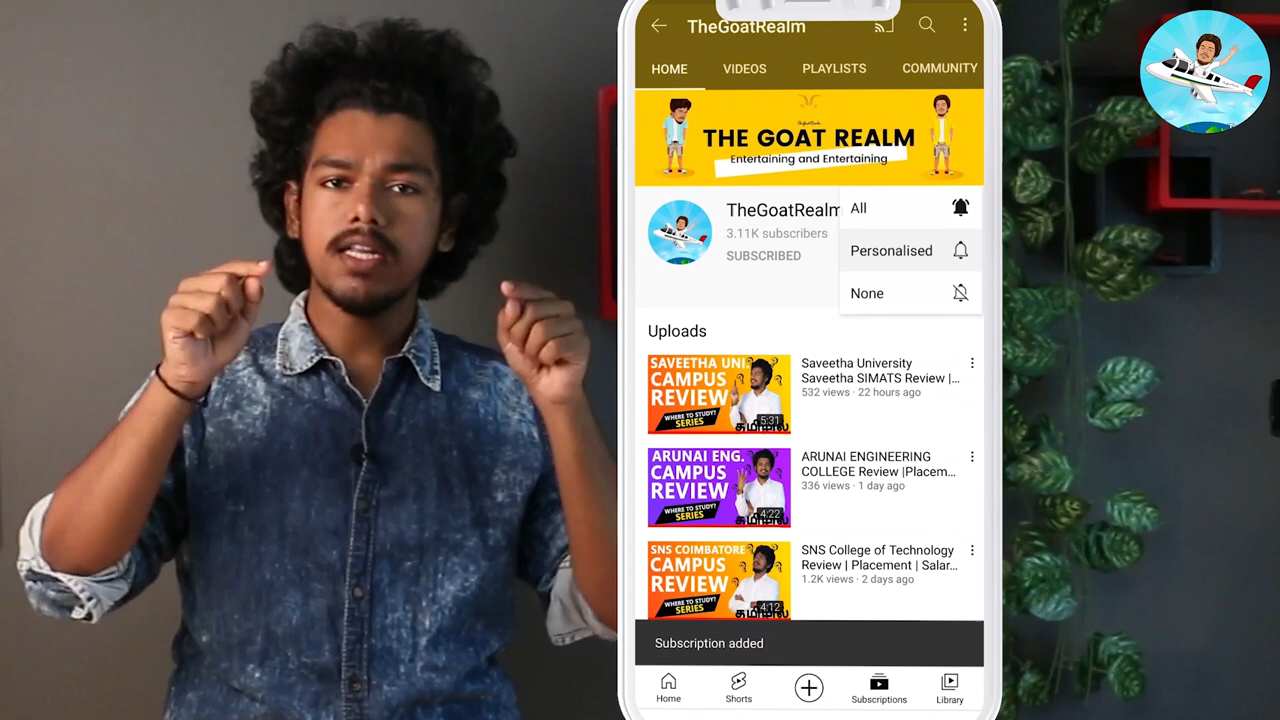 TheGoatRealm
HOME VIDEOS PLAYLISTS COMMUNITY
THE GOAT REALM
Entertaining and Entertaining
TheGoatRealm
3.11K subscribers
SUBSCRIBED
All
Personalised
None
Uploads
SAVEETHA UNI.
CAMPUS
REVIEW
WHERE TO STUDY?
SERIES
தமிழில்
5:31
Saveetha University
Saveetha SIMATS Review |...
532 views · 22 hours ago
ARUNAI ENG.
CAMPUS
REVIEW
WHERE TO STUDY?
SERIES
தமிழில்
4:22
ARUNAI ENGINEERING
COLLEGE Review |Placem...
336 views · 1 day ago
SNS COIMBATORE
CAMPUS
REVIEW
WHERE TO STUDY?
SERIES
தமிழில்
4:12
SNS College of Technology
Review | Placement | Salar...
1.2K views · 2 days ago
Subscription added
Home Shorts Subscriptions Library